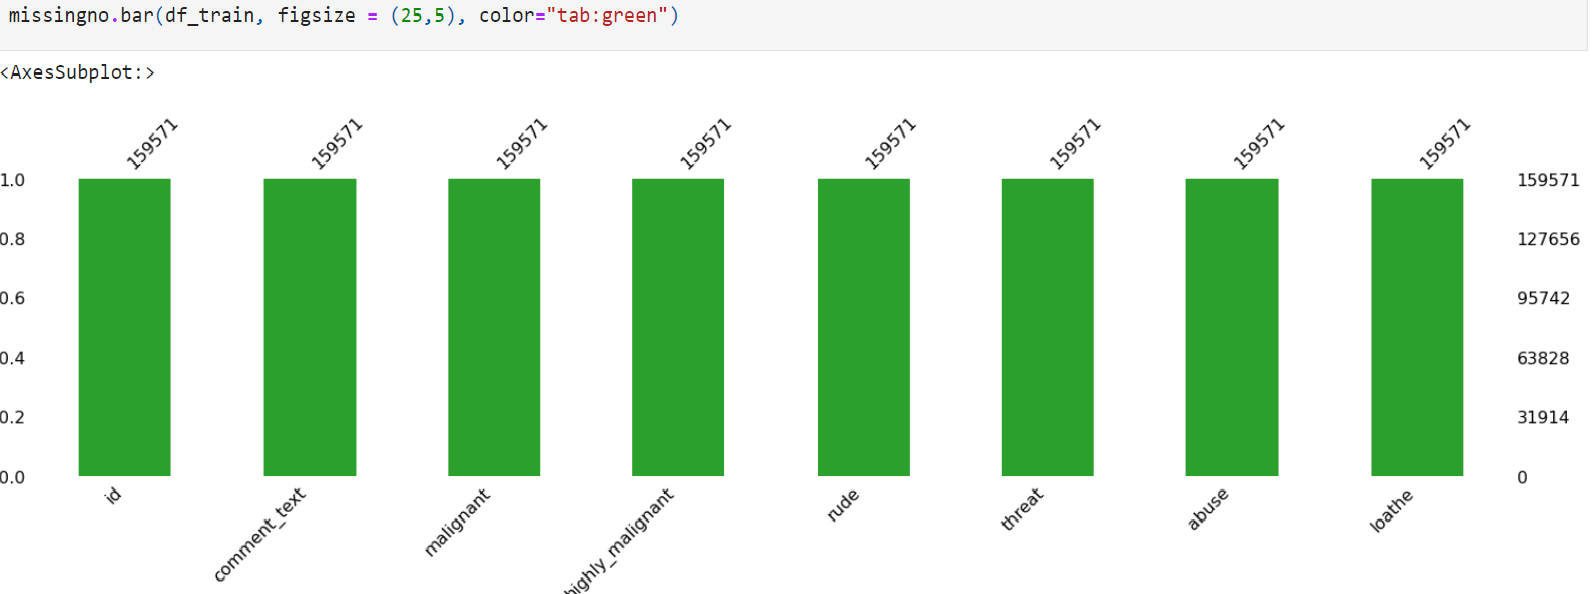 missingno.bar(df_train, figsize = (25,5), color="tab:green")
<AxesSubplot:>
159571 159571 159571 159571 159571 159571 159571 159571
1.0 159571
0.8 127656
0.6 95742
0.4 63828
0.2 31914
0.0 0
id comment_text malignant highly_malignant rude threat abuse loathe